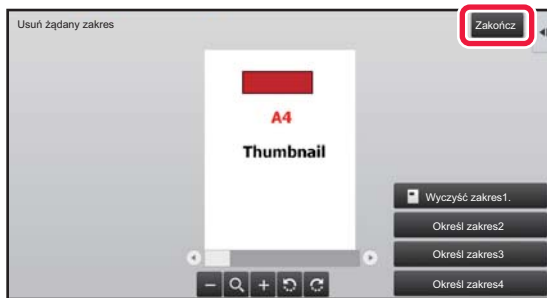 Usuń żądany zakres
Zakończ
A4
Thumbnail
Wyczyść zakres1.
Określ zakres2
Określ zakres3
Określ zakres4